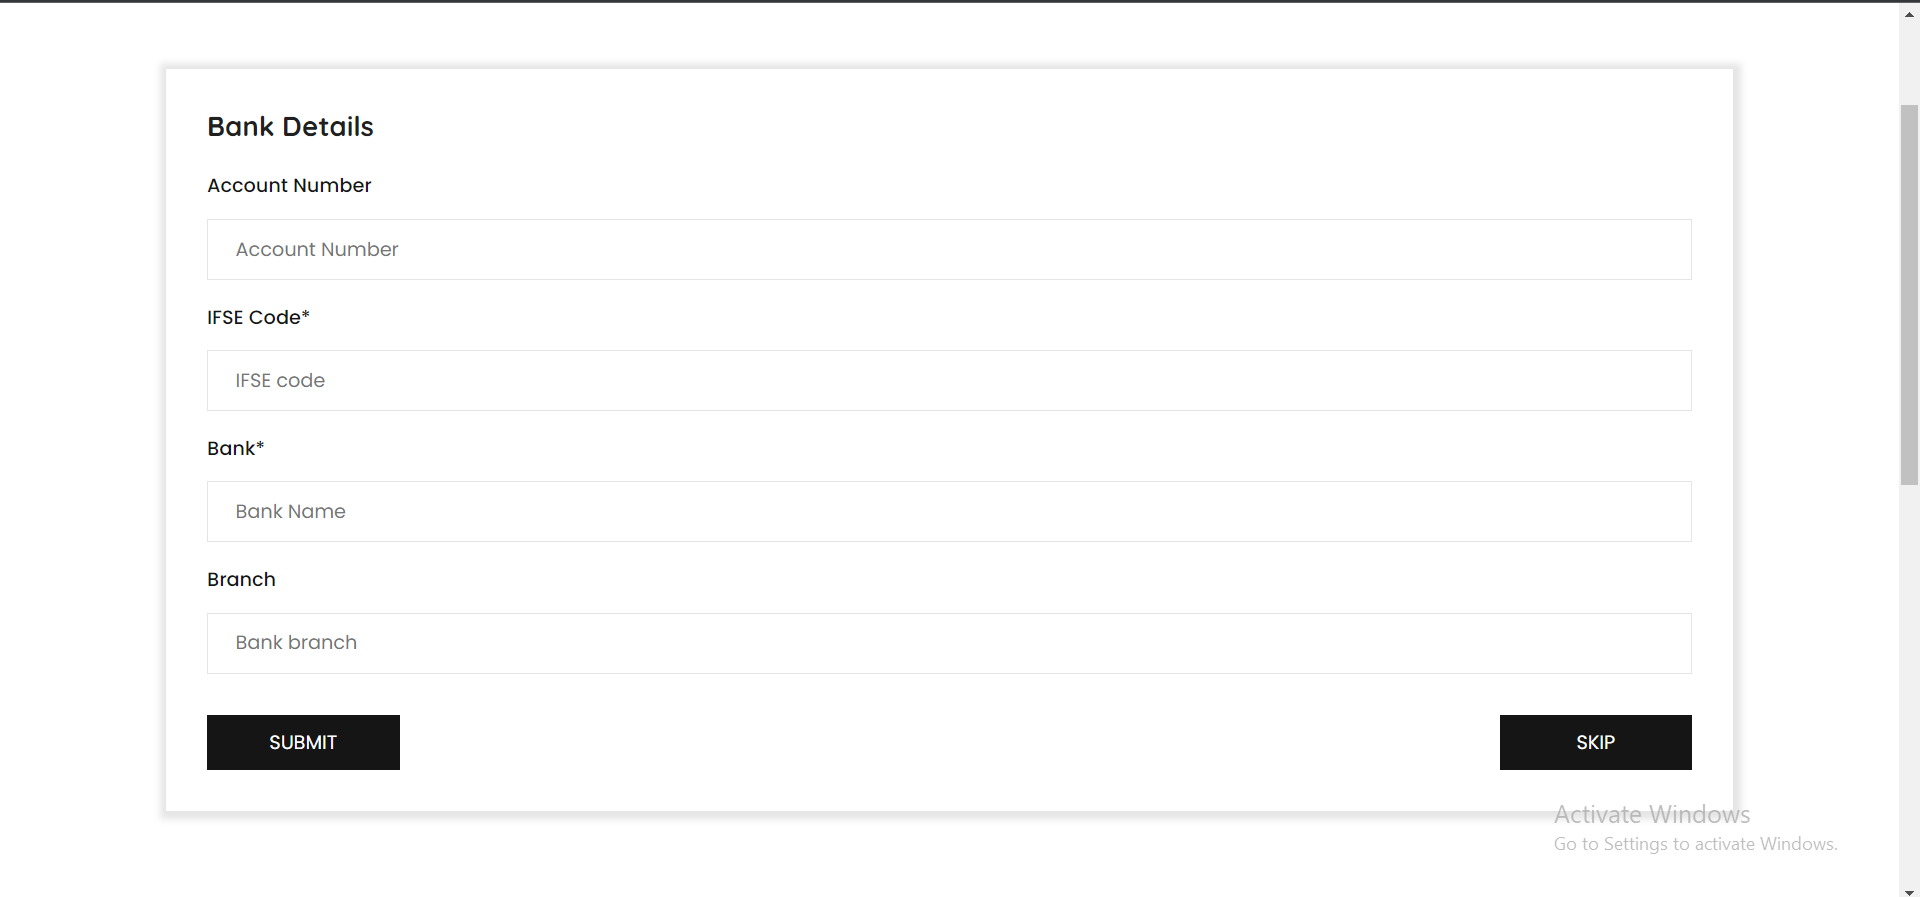 Bank Details
Account Number
Account Number
IFSE Code*
IFSE code
Bank*
Bank Name
Branch
Bank branch
SUBMIT
SKIP
Activate Windows
Go to Settings to activate Windows.